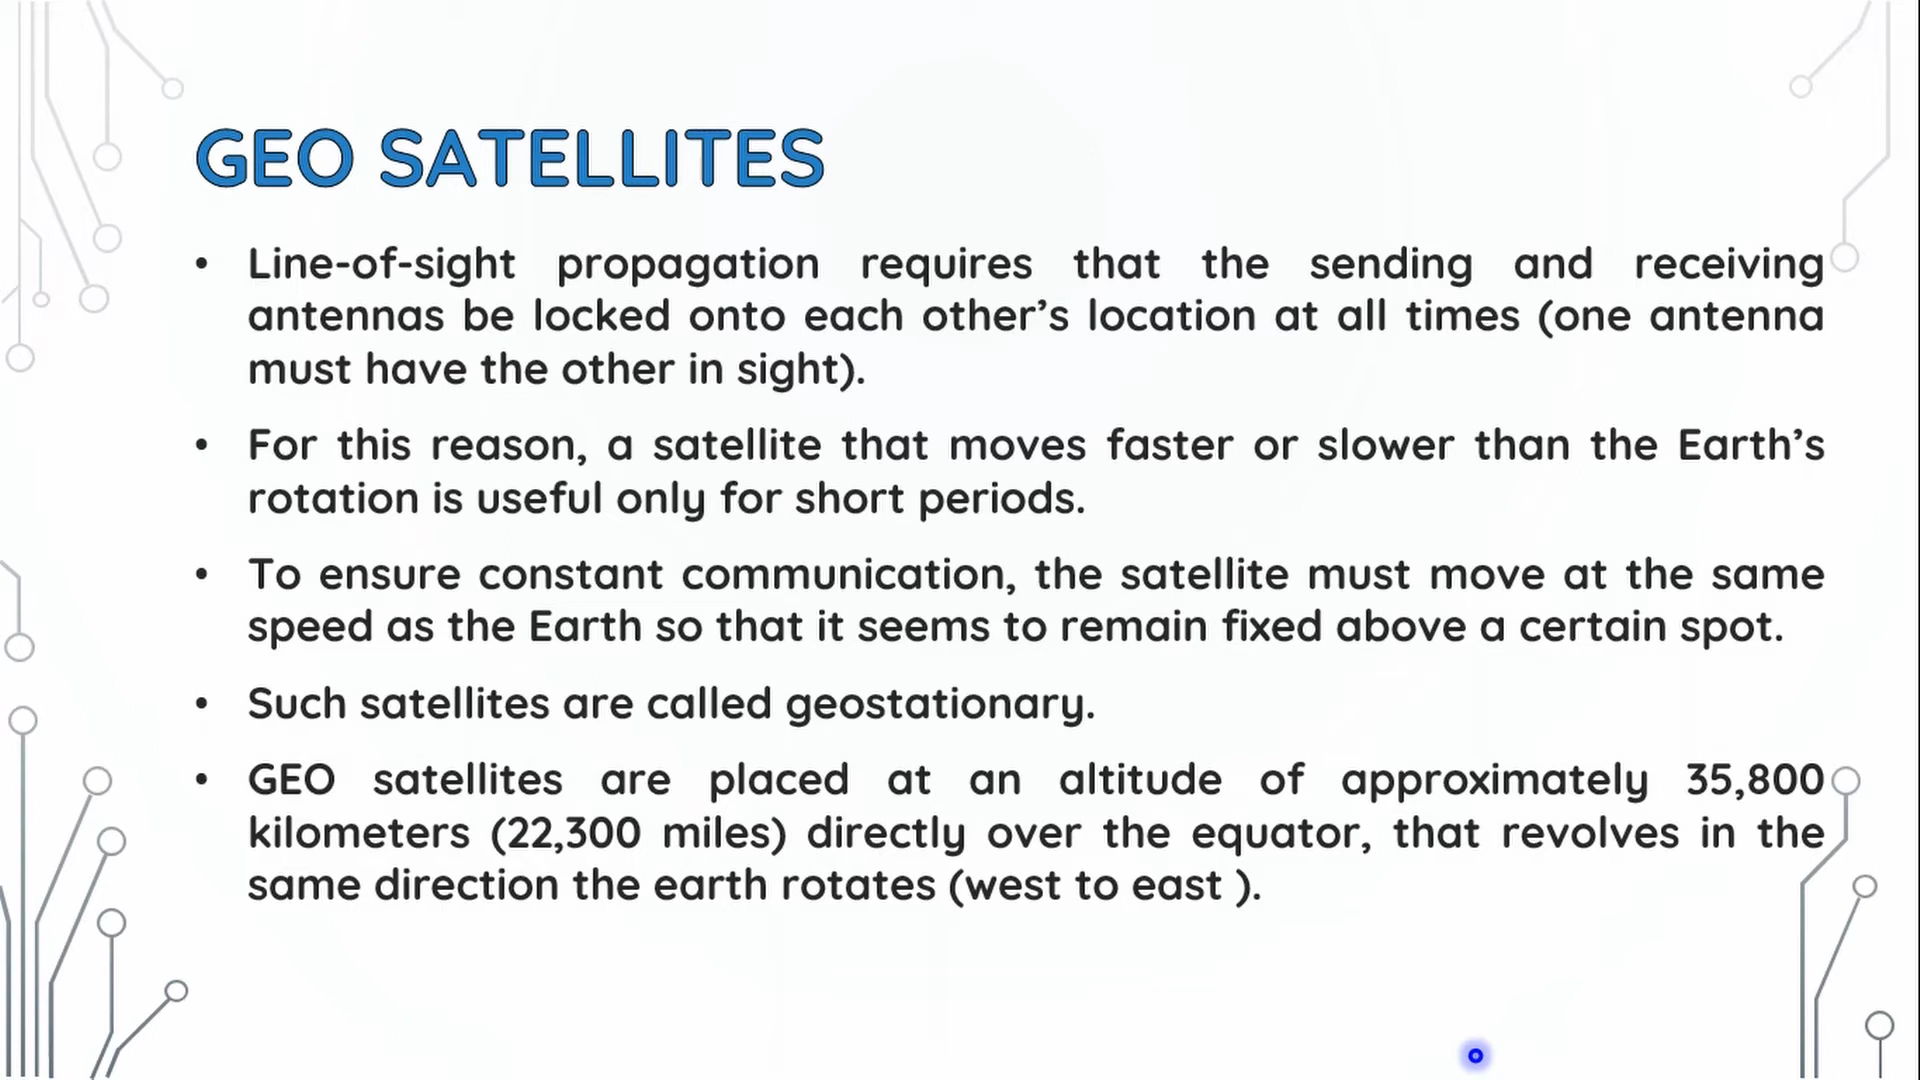 GEO SATELLITES
• Line-of-sight propagation requires that the sending and receiving
antennas be locked onto each other’s location at all times (one antenna
must have the other in sight).
• For this reason, a satellite that moves faster or slower than the Earth’s
rotation is useful only for short periods.
• To ensure constant communication, the satellite must move at the same
speed as the Earth so that it seems to remain fixed above a certain spot.
• Such satellites are called geostationary.
• GEO satellites are placed at an altitude of approximately 35,800
kilometers (22,300 miles) directly over the equator, that revolves in the
same direction the earth rotates (west to east ).